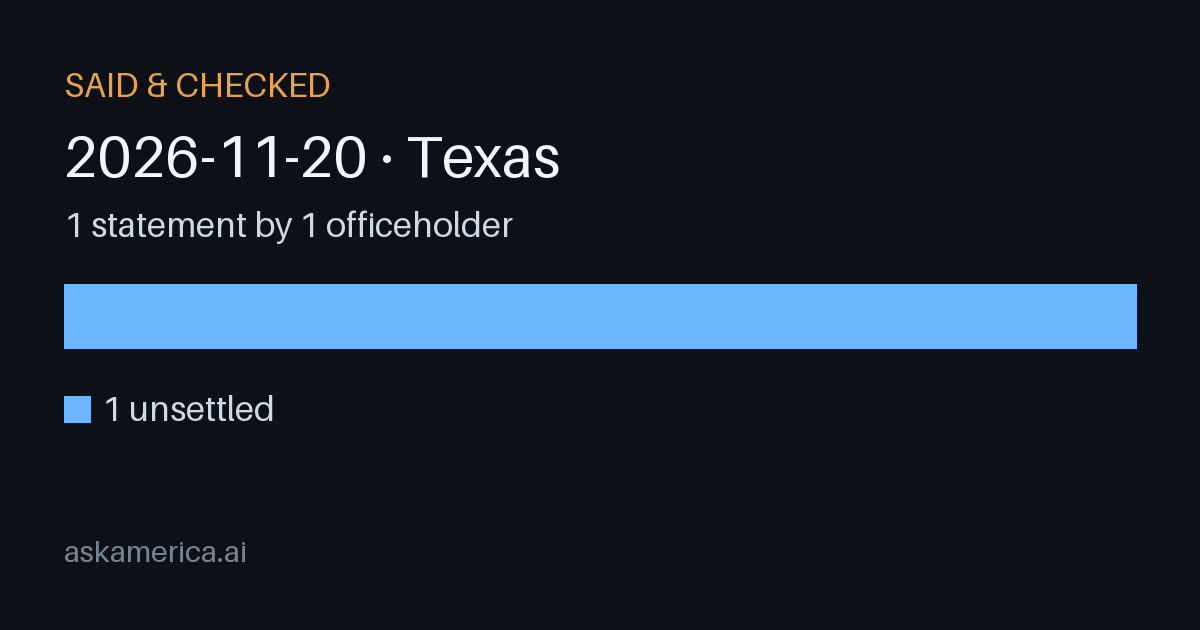 SAID & CHECKED
2026-11-20 · Texas
1 statement by 1 officeholder
1 unsettled
askamerica.ai